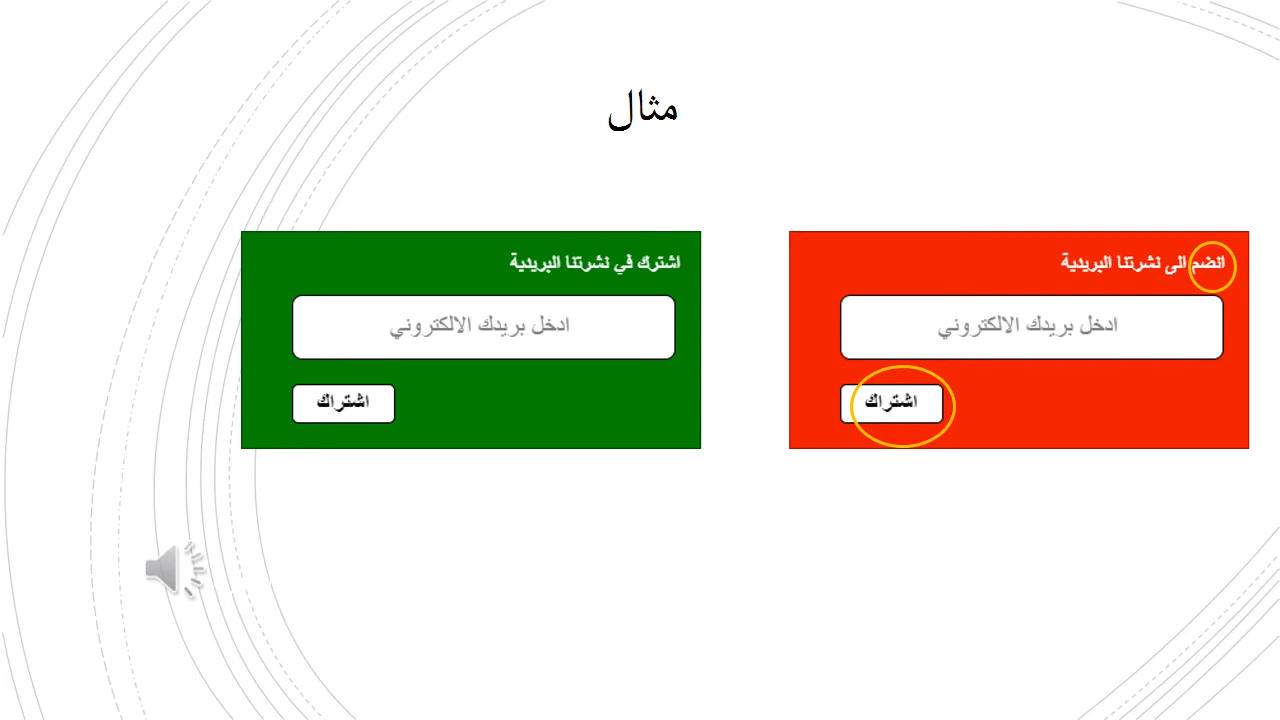 مثال
انضم الى نشرتنا البريدية
ادخل بريدك الالكتروني
اشتراك
اشترك في نشرتنا البريدية
ادخل بريدك الالكتروني
اشتراك